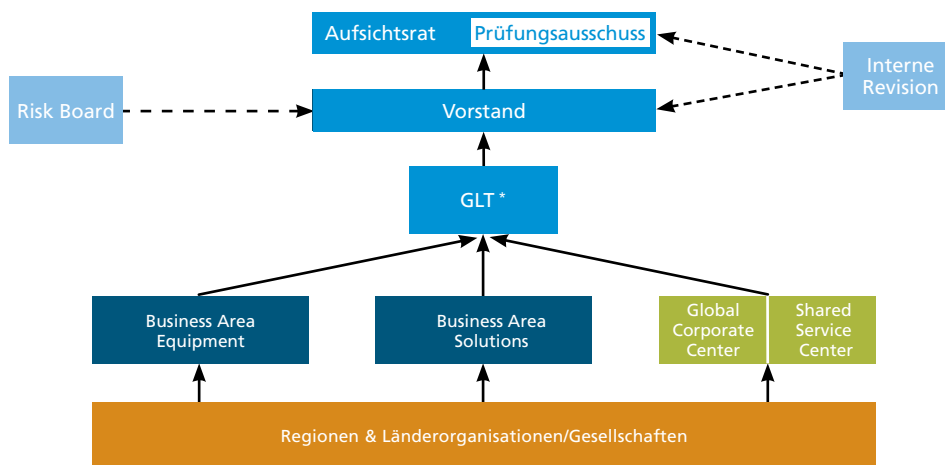 Aufsichtsrat Prüfungsausschuss
Interne
Revision
Risk Board
Vorstand
GLT *
Business Area
Equipment
Business Area
Solutions
Global
Corporate
Center
Shared
Service
Center
Regionen & Länderorganisationen/Gesellschaften